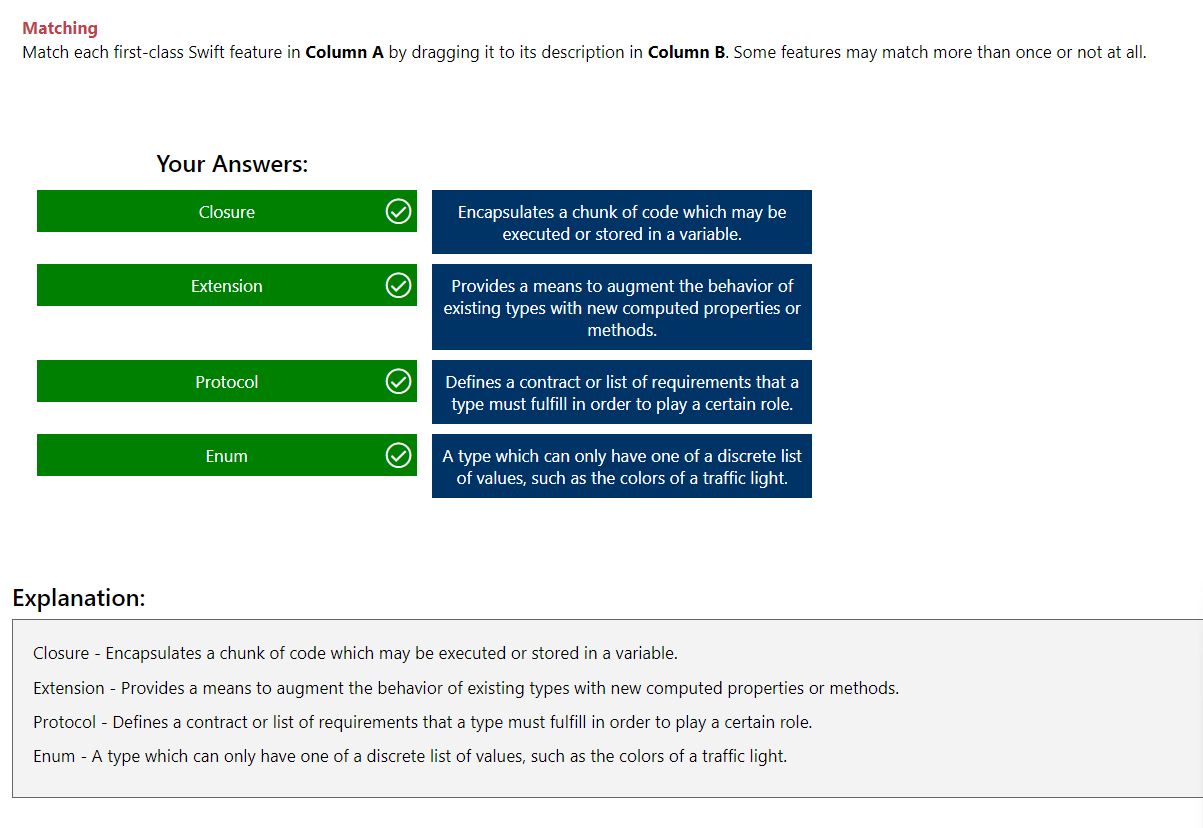 Matching
Match each first-class Swift feature in Column A by dragging it to its description in Column B. Some features may match more than once or not at all.
Your Answers:
Closure
Encapsulates a chunk of code which may be
executed or stored in a variable.
Extension
Provides a means to augment the behavior of
existing types with new computed properties or
methods.
Protocol
Defines a contract or list of requirements that a
type must fulfill in order to play a certain role.
Enum
A type which can only have one of a discrete list
of values, such as the colors of a traffic light.
Explanation:
Closure - Encapsulates a chunk of code which may be executed or stored in a variable.
Extension - Provides a means to augment the behavior of existing types with new computed properties or methods.
Protocol - Defines a contract or list of requirements that a type must fulfill in order to play a certain role.
Enum - A type which can only have one of a discrete list of values, such as the colors of a traffic light.